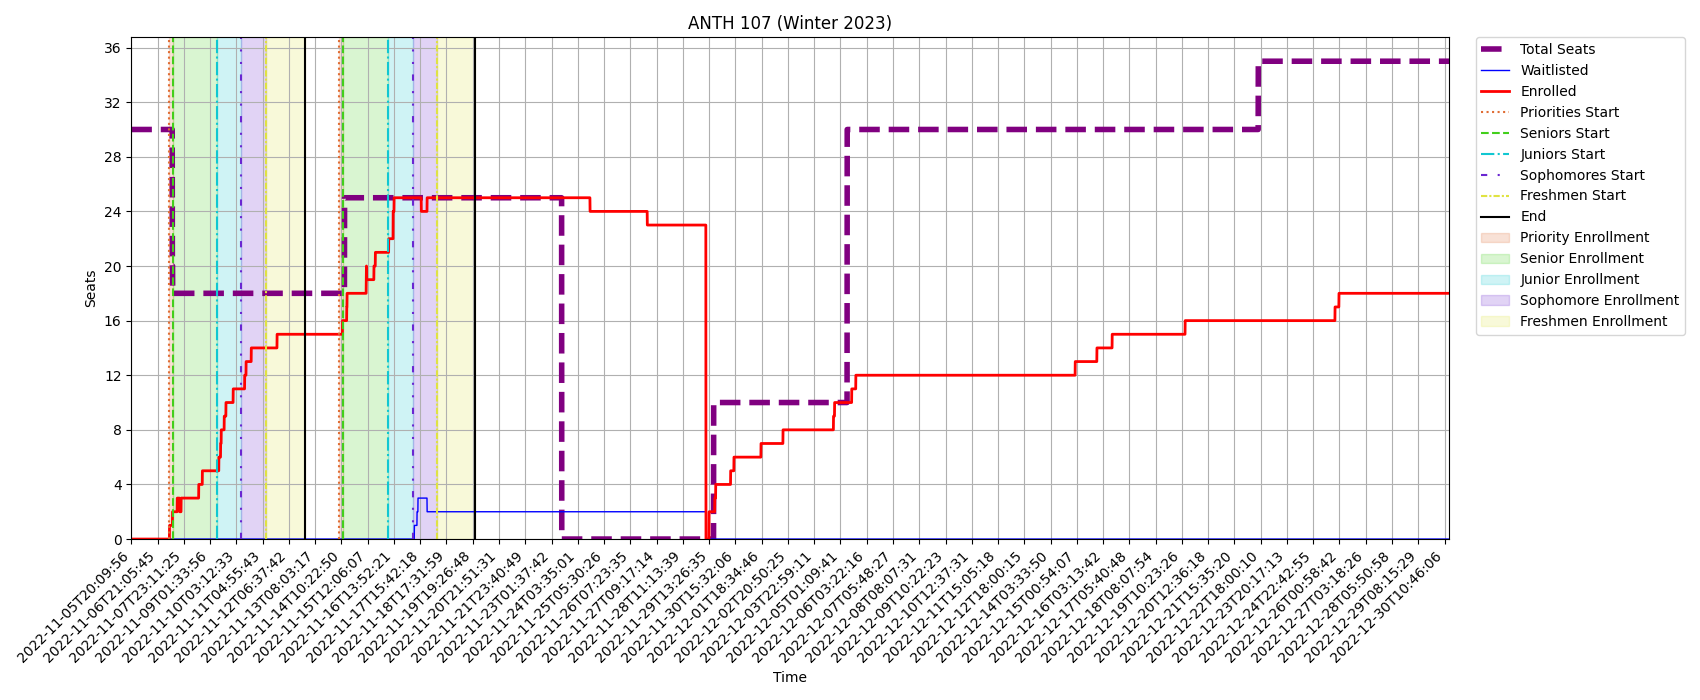 ANTH 107 (Winter 2023)
Seats
36
32
28
24
20
16
12
8
4
0
2022-11-05T20:09:56
2022-11-06T21:05:45
2022-11-07T23:11:25
2022-11-09T01:33:56
2022-11-10T03:12:33
2022-11-11T04:55:43
2022-11-12T06:37:42
2022-11-13T08:03:17
2022-11-14T10:22:50
2022-11-15T12:06:07
2022-11-16T13:52:21
2022-11-17T15:42:18
2022-11-18T17:31:59
2022-11-19T19:26:48
2022-11-20T21:51:31
2022-11-21T23:40:49
2022-11-23T01:37:42
2022-11-24T03:35:01
2022-11-25T05:30:26
2022-11-26T07:23:35
2022-11-27T09:17:14
2022-11-28T11:13:39
2022-11-29T13:26:35
2022-11-30T15:32:06
2022-12-01T18:34:46
2022-12-02T20:50:25
2022-12-03T22:59:11
2022-12-05T01:09:41
2022-12-06T03:22:16
2022-12-07T05:48:27
2022-12-08T08:07:31
2022-12-09T10:22:23
2022-12-10T12:37:31
2022-12-11T15:05:18
2022-12-12T18:00:15
2022-12-14T03:33:50
2022-12-15T04:54:07
2022-12-16T03:13:42
2022-12-17T05:40:48
2022-12-18T08:07:54
2022-12-19T10:23:26
2022-12-20T12:36:18
2022-12-21T15:35:20
2022-12-22T18:00:10
2022-12-23T20:17:13
2022-12-24T22:42:55
2022-12-26T00:58:42
2022-12-27T03:18:26
2022-12-28T05:50:58
2022-12-29T08:15:29
2022-12-30T10:46:06
Time
Total Seats
Waitlisted
Enrolled
Priorities Start
Seniors Start
Juniors Start
Sophomores Start
Freshmen Start
End
Priority Enrollment
Senior Enrollment
Junior Enrollment
Sophomore Enrollment
Freshmen Enrollment